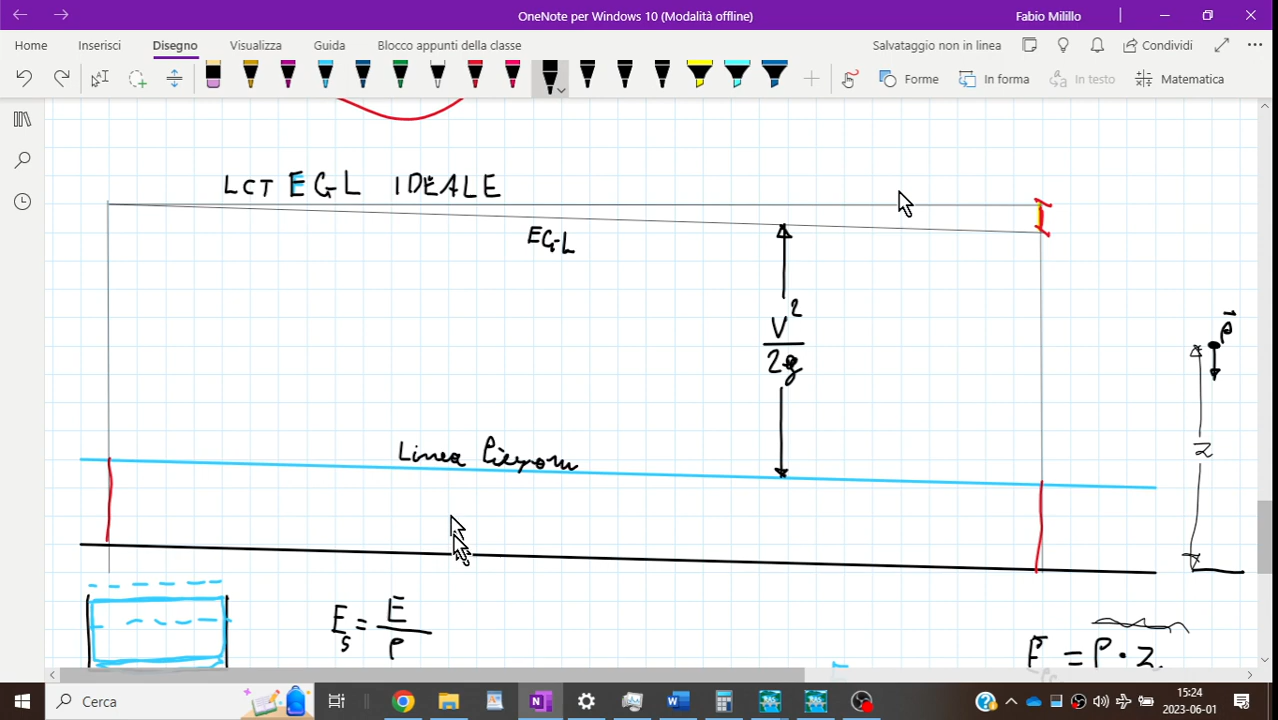 OneNote per Windows 10 (Modalità offline)
Fabio Milillo
Home Inserisci Disegno Visualizza Guida Blocco appunti della classe
Salvataggio non in linea Condividi
Forme In forma In testo Matematica
LCT EGL IDEALE
EGL
V²
2g
P
Z
Linea
E_s = E
P
= P · Z
Cerca
15:24
2023-06-01